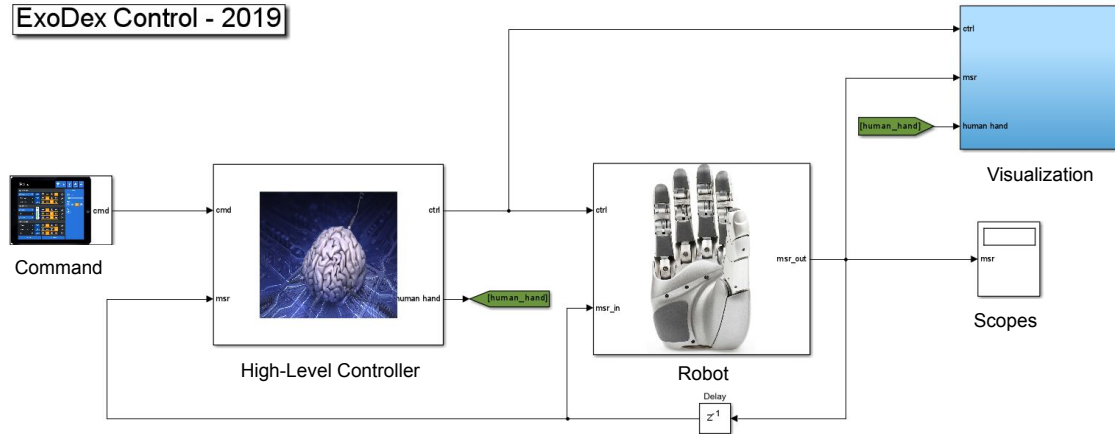 ExoDex Control - 2019
ctrl
msr
[human_hand]
human hand
Visualization
cmd
Command
cmd
ctrl
msr
human hand
[human_hand]
High-Level Controller
ctrl
msr_in
msr_out
Robot
msr
Scopes
Delay
z-1